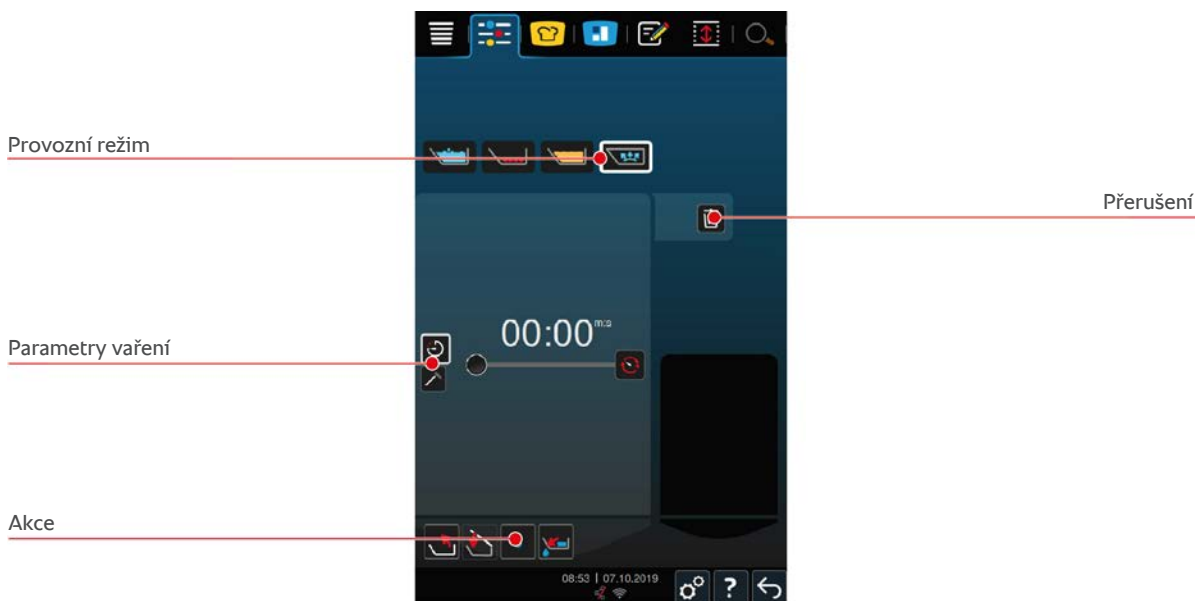 Provozní režim
Přerušení
00:00 m:s
Parametry vaření
Akce
08:53 | 07.10.2019
?